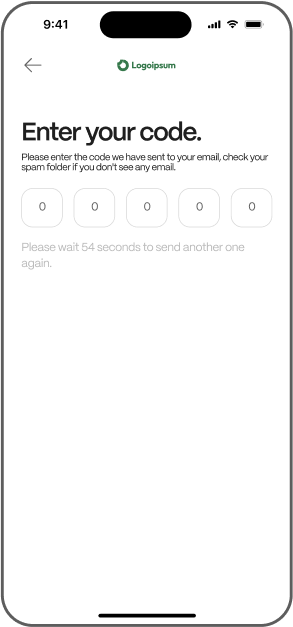 9:41
Logoipsum
Enter your code.
Please enter the code we have sent to your email, check your
spam folder if you don't see any email.
0 0 0 0 0
Please wait 54 seconds to send another one
again.